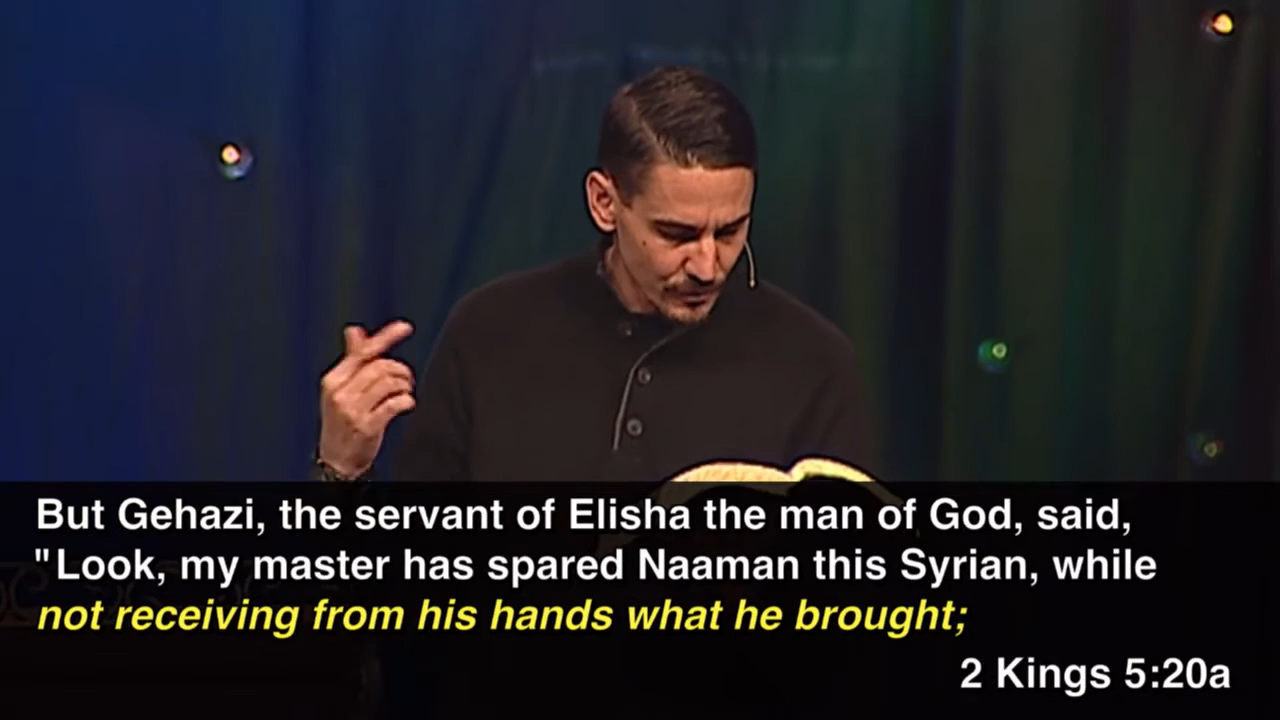 But Gehazi, the servant of Elisha the man of God, said,
"Look, my master has spared Naaman this Syrian, while
not receiving from his hands what he brought;
2 Kings 5:20a